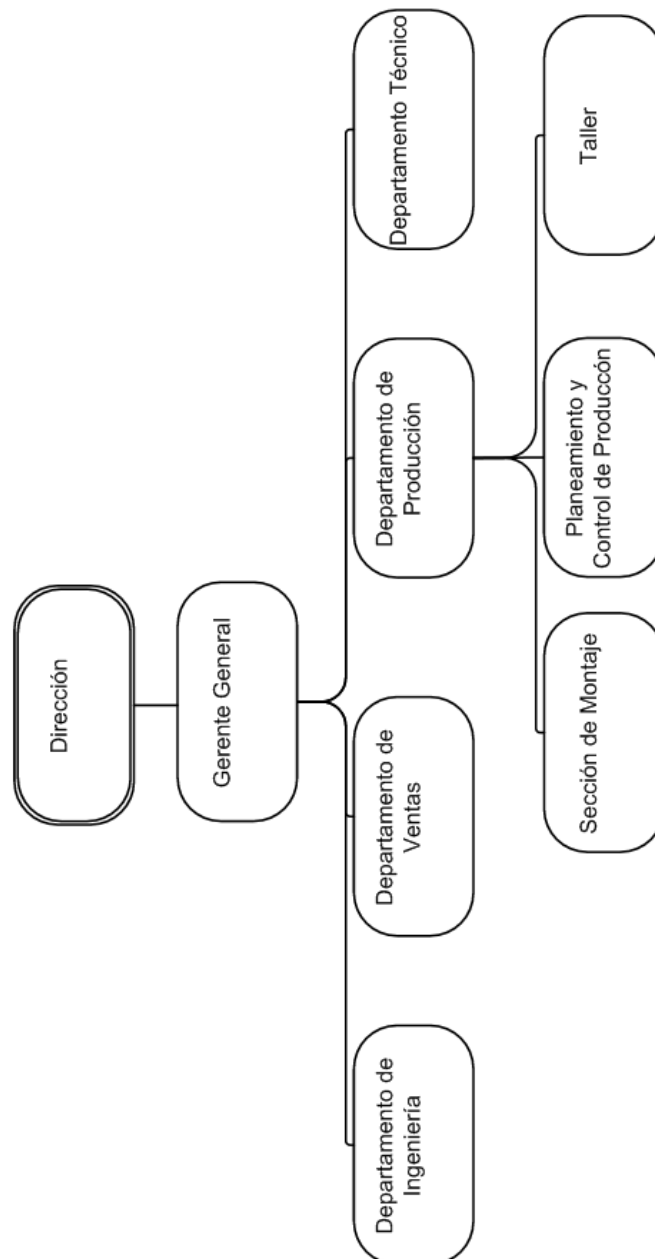 Dirección
Gerente General
Departamento de
Ingeniería
Departamento de
Ventas
Departamento de
Producción
Departamento Técnico
Sección de Montaje
Planeamiento y
Control de Produccón
Taller